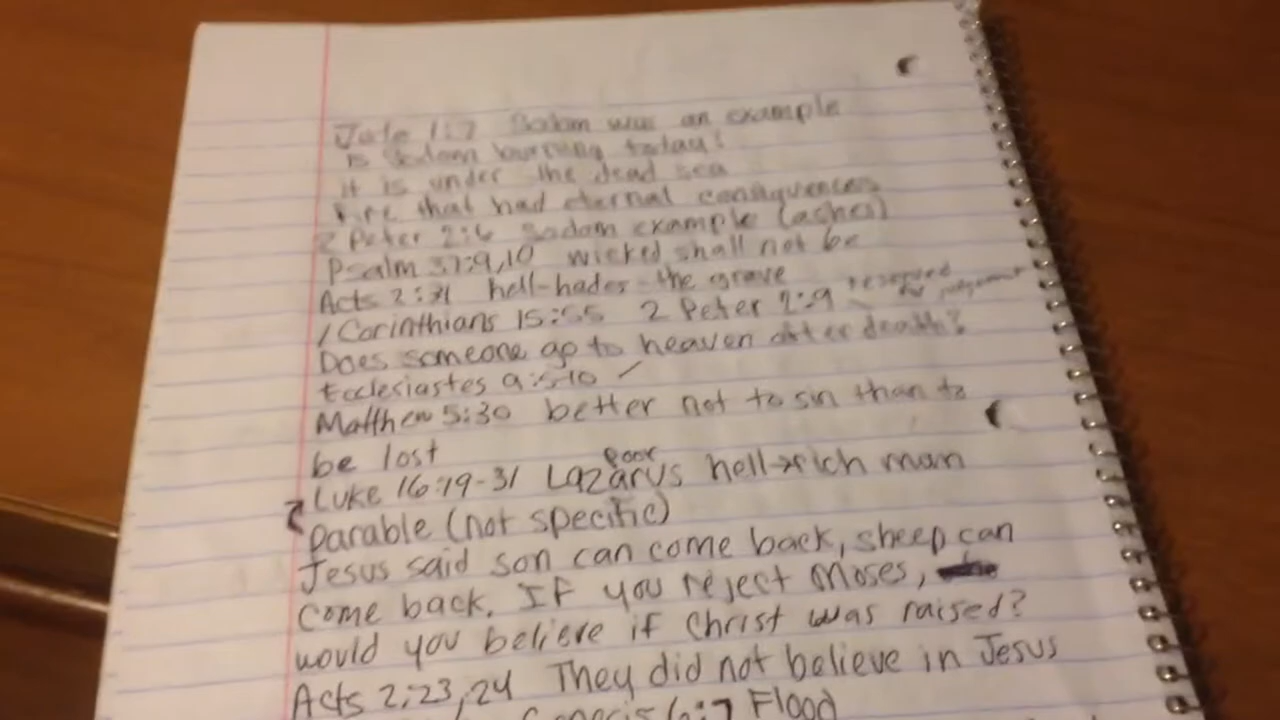 Jude 1:7 Sodom was an example
is Sodom burning today?
it is under the dead sea
Fire that had eternal consequences
2 Peter 2:6 Sodom example (ashes)
Psalm 37:9,10 wicked shall not be
Acts 2:31 hell-hades-the grave
1 Corinthians 15:55 2 Peter 2:9 reserved for judgement
Does someone go to heaven after death?
Ecclesiastes 9:5-10
Matthew 5:30 better not to sin than to
be lost
Luke 16:19-31 Poor Lazarus hell→rich man
parable (not specific)
Jesus said son can come back, sheep can
come back. If you reject Moses,
would you believe if Christ was raised?
Acts 2:23,24 They did not believe in Jesus
Genesis 6:7 Flood